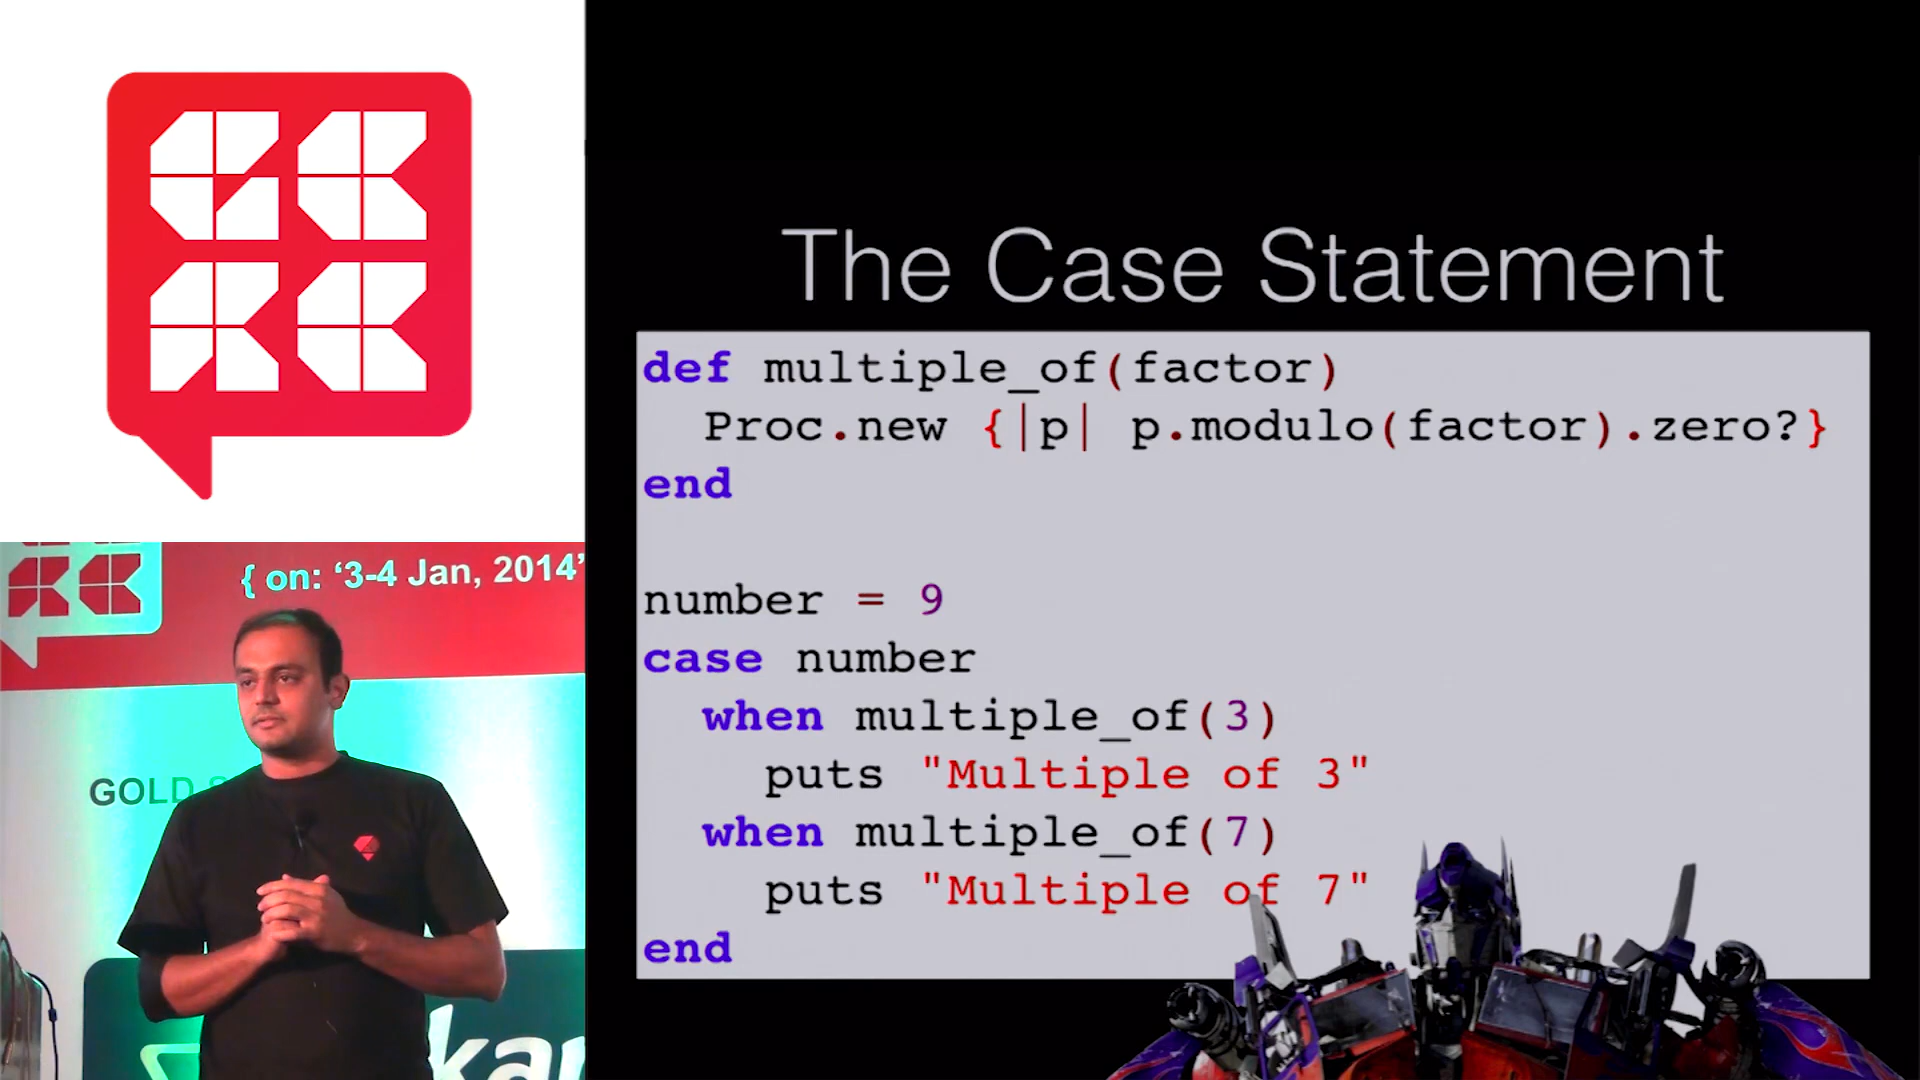 The Case Statement
def multiple_of(factor)
  Proc.new {|p| p.modulo(factor).zero?}
end
number = 9
case number
  when multiple_of(3)
    puts "Multiple of 3"
  when multiple_of(7)
    puts "Multiple of 7"
end
{ on: ‘3-4 Jan, 2014’
GOLD